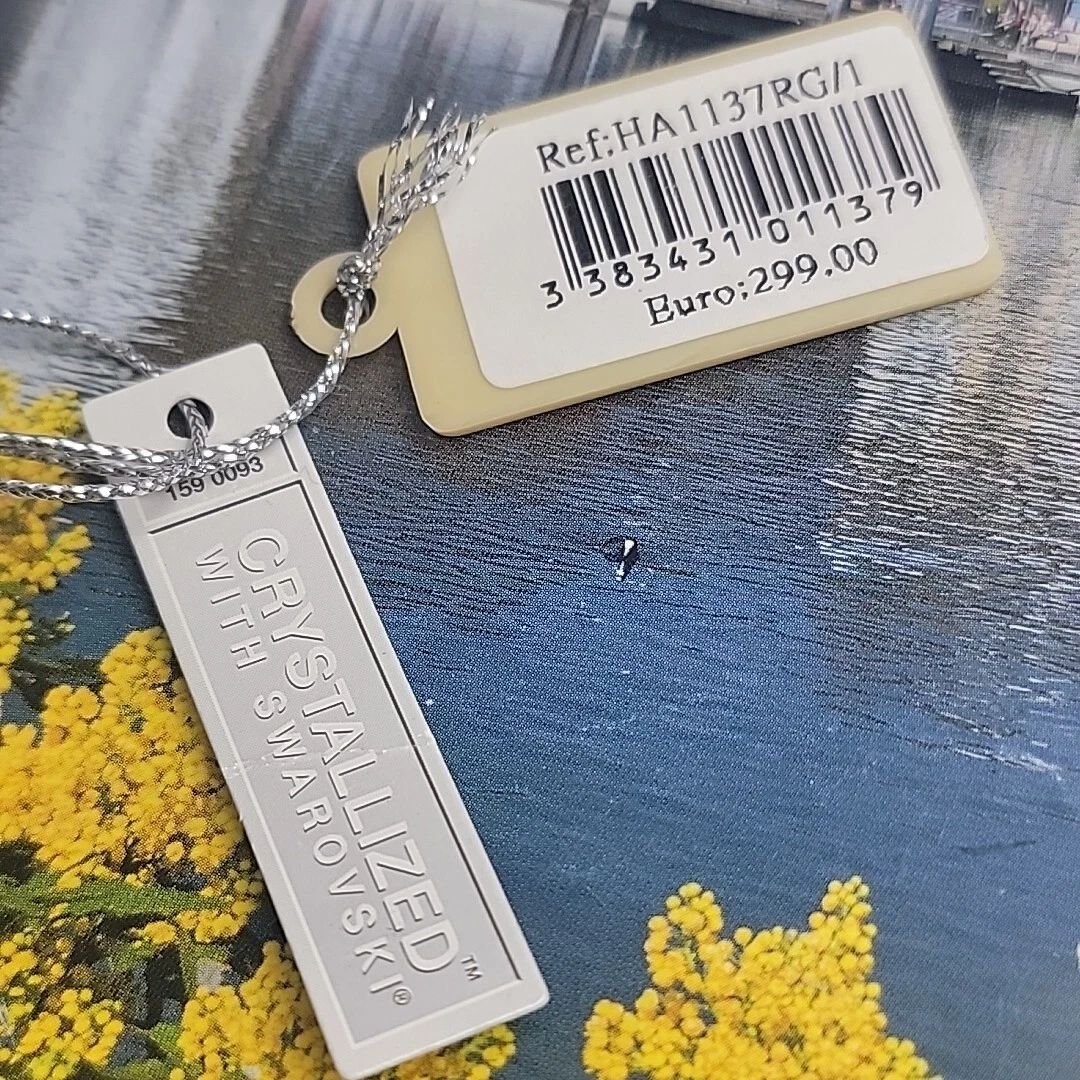 Ref:HA1137RG/1
3 383431 011379
Euro:299.00
159 0093
CRYSTALLIZED™
WITH SWAROVSKI®